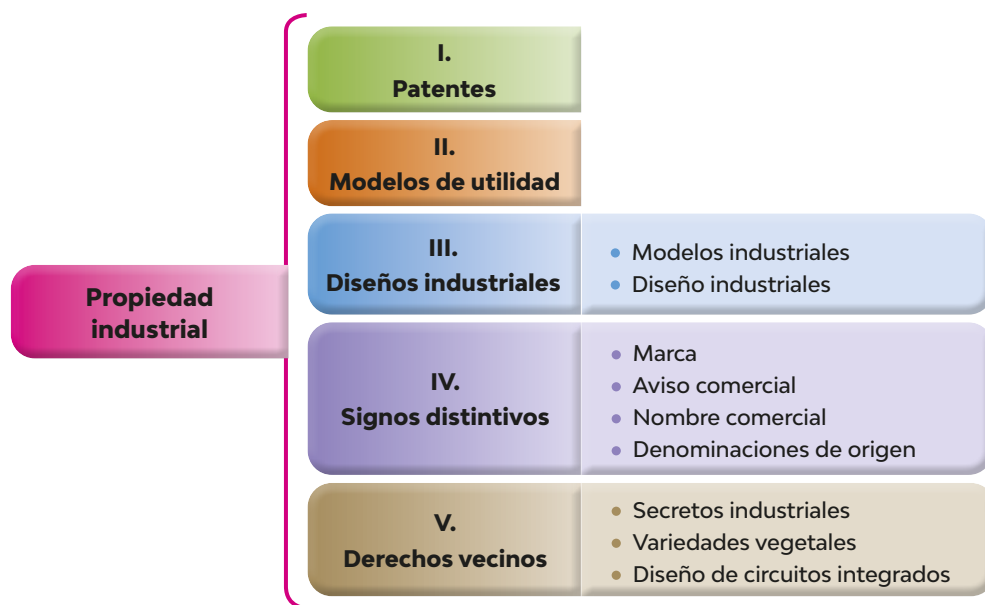 Propiedad
industrial
I.
Patentes
II.
Modelos de utilidad
III.
Diseños industriales
• Modelos industriales
• Diseño industriales
IV.
Signos distintivos
• Marca
• Aviso comercial
• Nombre comercial
• Denominaciones de origen
V.
Derechos vecinos
• Secretos industriales
• Variedades vegetales
• Diseño de circuitos integrados